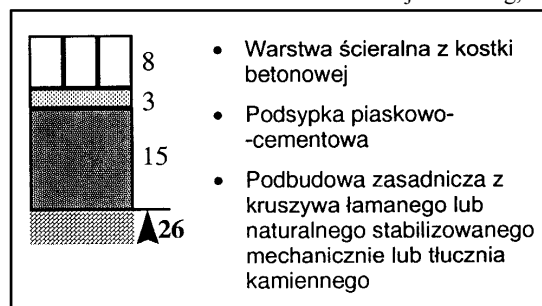 8
3
15
26
• Warstwa ścieralna z kostki
betonowej
• Podsypka piaskowo-
-cementowa
• Podbudowa zasadnicza z
kruszywa łamanego lub
naturalnego stabilizowanego
mechanicznie lub tłucznia
kamiennego